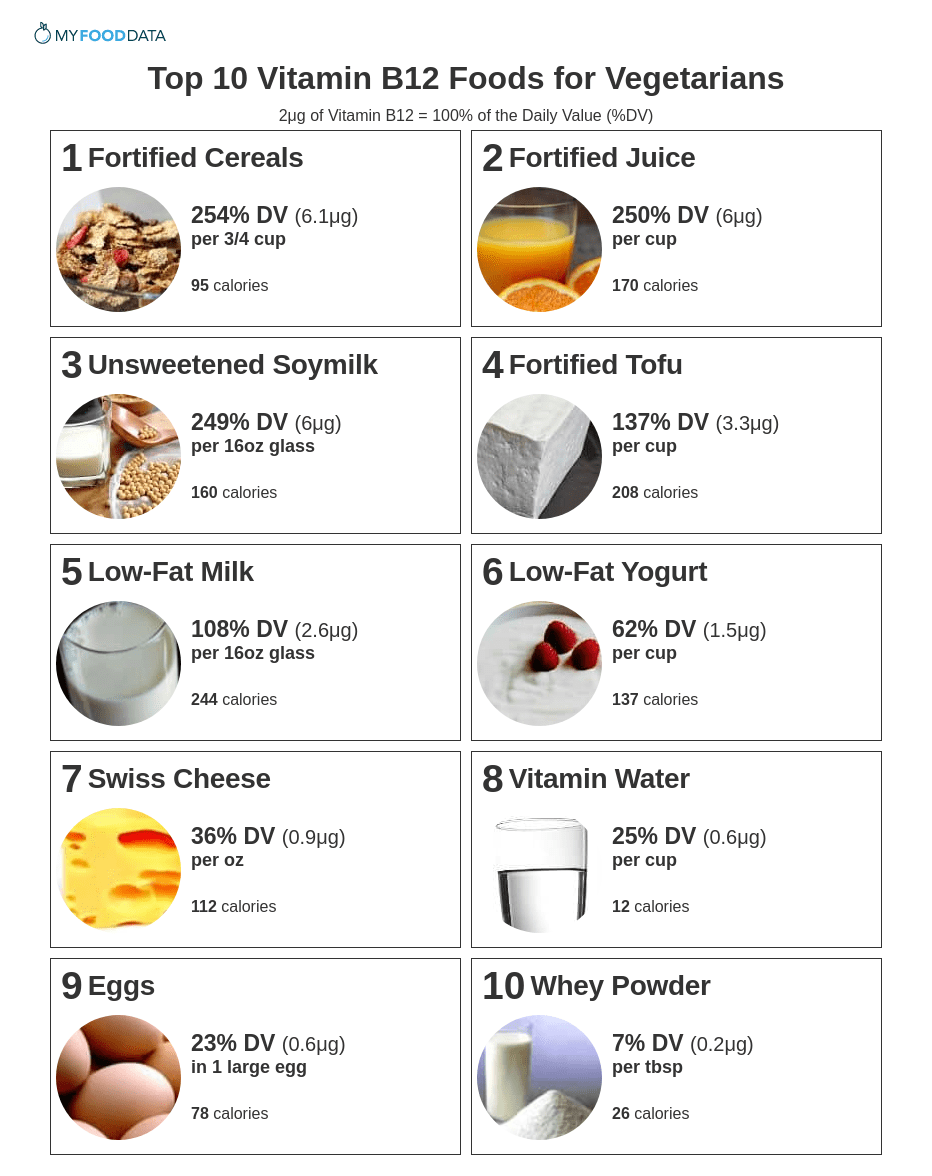 MYFOODDATA
Top 10 Vitamin B12 Foods for Vegetarians
2μg of Vitamin B12 = 100% of the Daily Value (%DV)
1 Fortified Cereals
254% DV (6.1μg)
per 3/4 cup
95 calories
2 Fortified Juice
250% DV (6μg)
per cup
170 calories
3 Unsweetened Soymilk
249% DV (6μg)
per 16oz glass
160 calories
4 Fortified Tofu
137% DV (3.3μg)
per cup
208 calories
5 Low-Fat Milk
108% DV (2.6μg)
per 16oz glass
244 calories
6 Low-Fat Yogurt
62% DV (1.5μg)
per cup
137 calories
7 Swiss Cheese
36% DV (0.9μg)
per oz
112 calories
8 Vitamin Water
25% DV (0.6μg)
per cup
12 calories
9 Eggs
23% DV (0.6μg)
in 1 large egg
78 calories
10 Whey Powder
7% DV (0.2μg)
per tbsp
26 calories